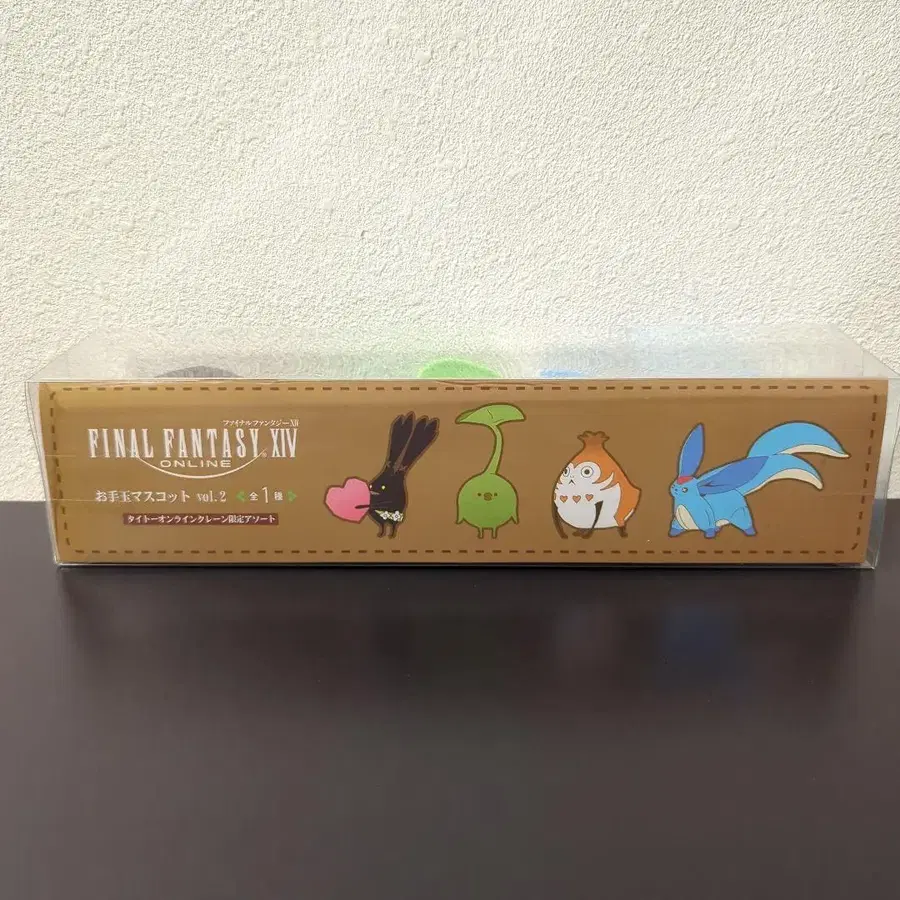 ファイナルファンタジーXIV
FINAL FANTASY XIV
ONLINE
お手玉マスコット vol.2 <全1種>
タイトーオンラインクレーン限定アソート